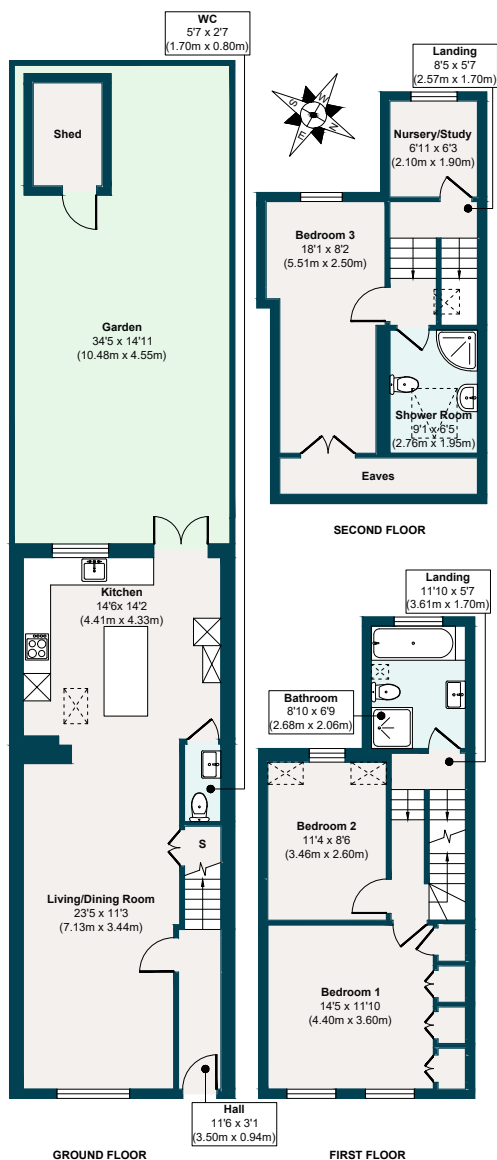 WC
5'7 x 2'7
(1.70m x 0.80m)
Landing
8'5 x 5'7
(2.57m x 1.70m)
Shed
S
W
E
N
Nursery/Study
6'11 x 6'3
(2.10m x 1.90m)
Bedroom 3
18'1 x 8'2
(5.51m x 2.50m)
Garden
34'5 x 14'11
(10.48m x 4.55m)
Shower Room
9'1 x 6'5
(2.76m x 1.95m)
Eaves
SECOND FLOOR
Kitchen
14'6x 14'2
(4.41m x 4.33m)
Landing
11'10 x 5'7
(3.61m x 1.70m)
Bathroom
8'10 x 6'9
(2.68m x 2.06m)
S
Bedroom 2
11'4 x 8'6
(3.46m x 2.60m)
Living/Dining Room
23'5 x 11'3
(7.13m x 3.44m)
Bedroom 1
14'5 x 11'10
(4.40m x 3.60m)
Hall
11'6 x 3'1
(3.50m x 0.94m)
GROUND FLOOR
FIRST FLOOR